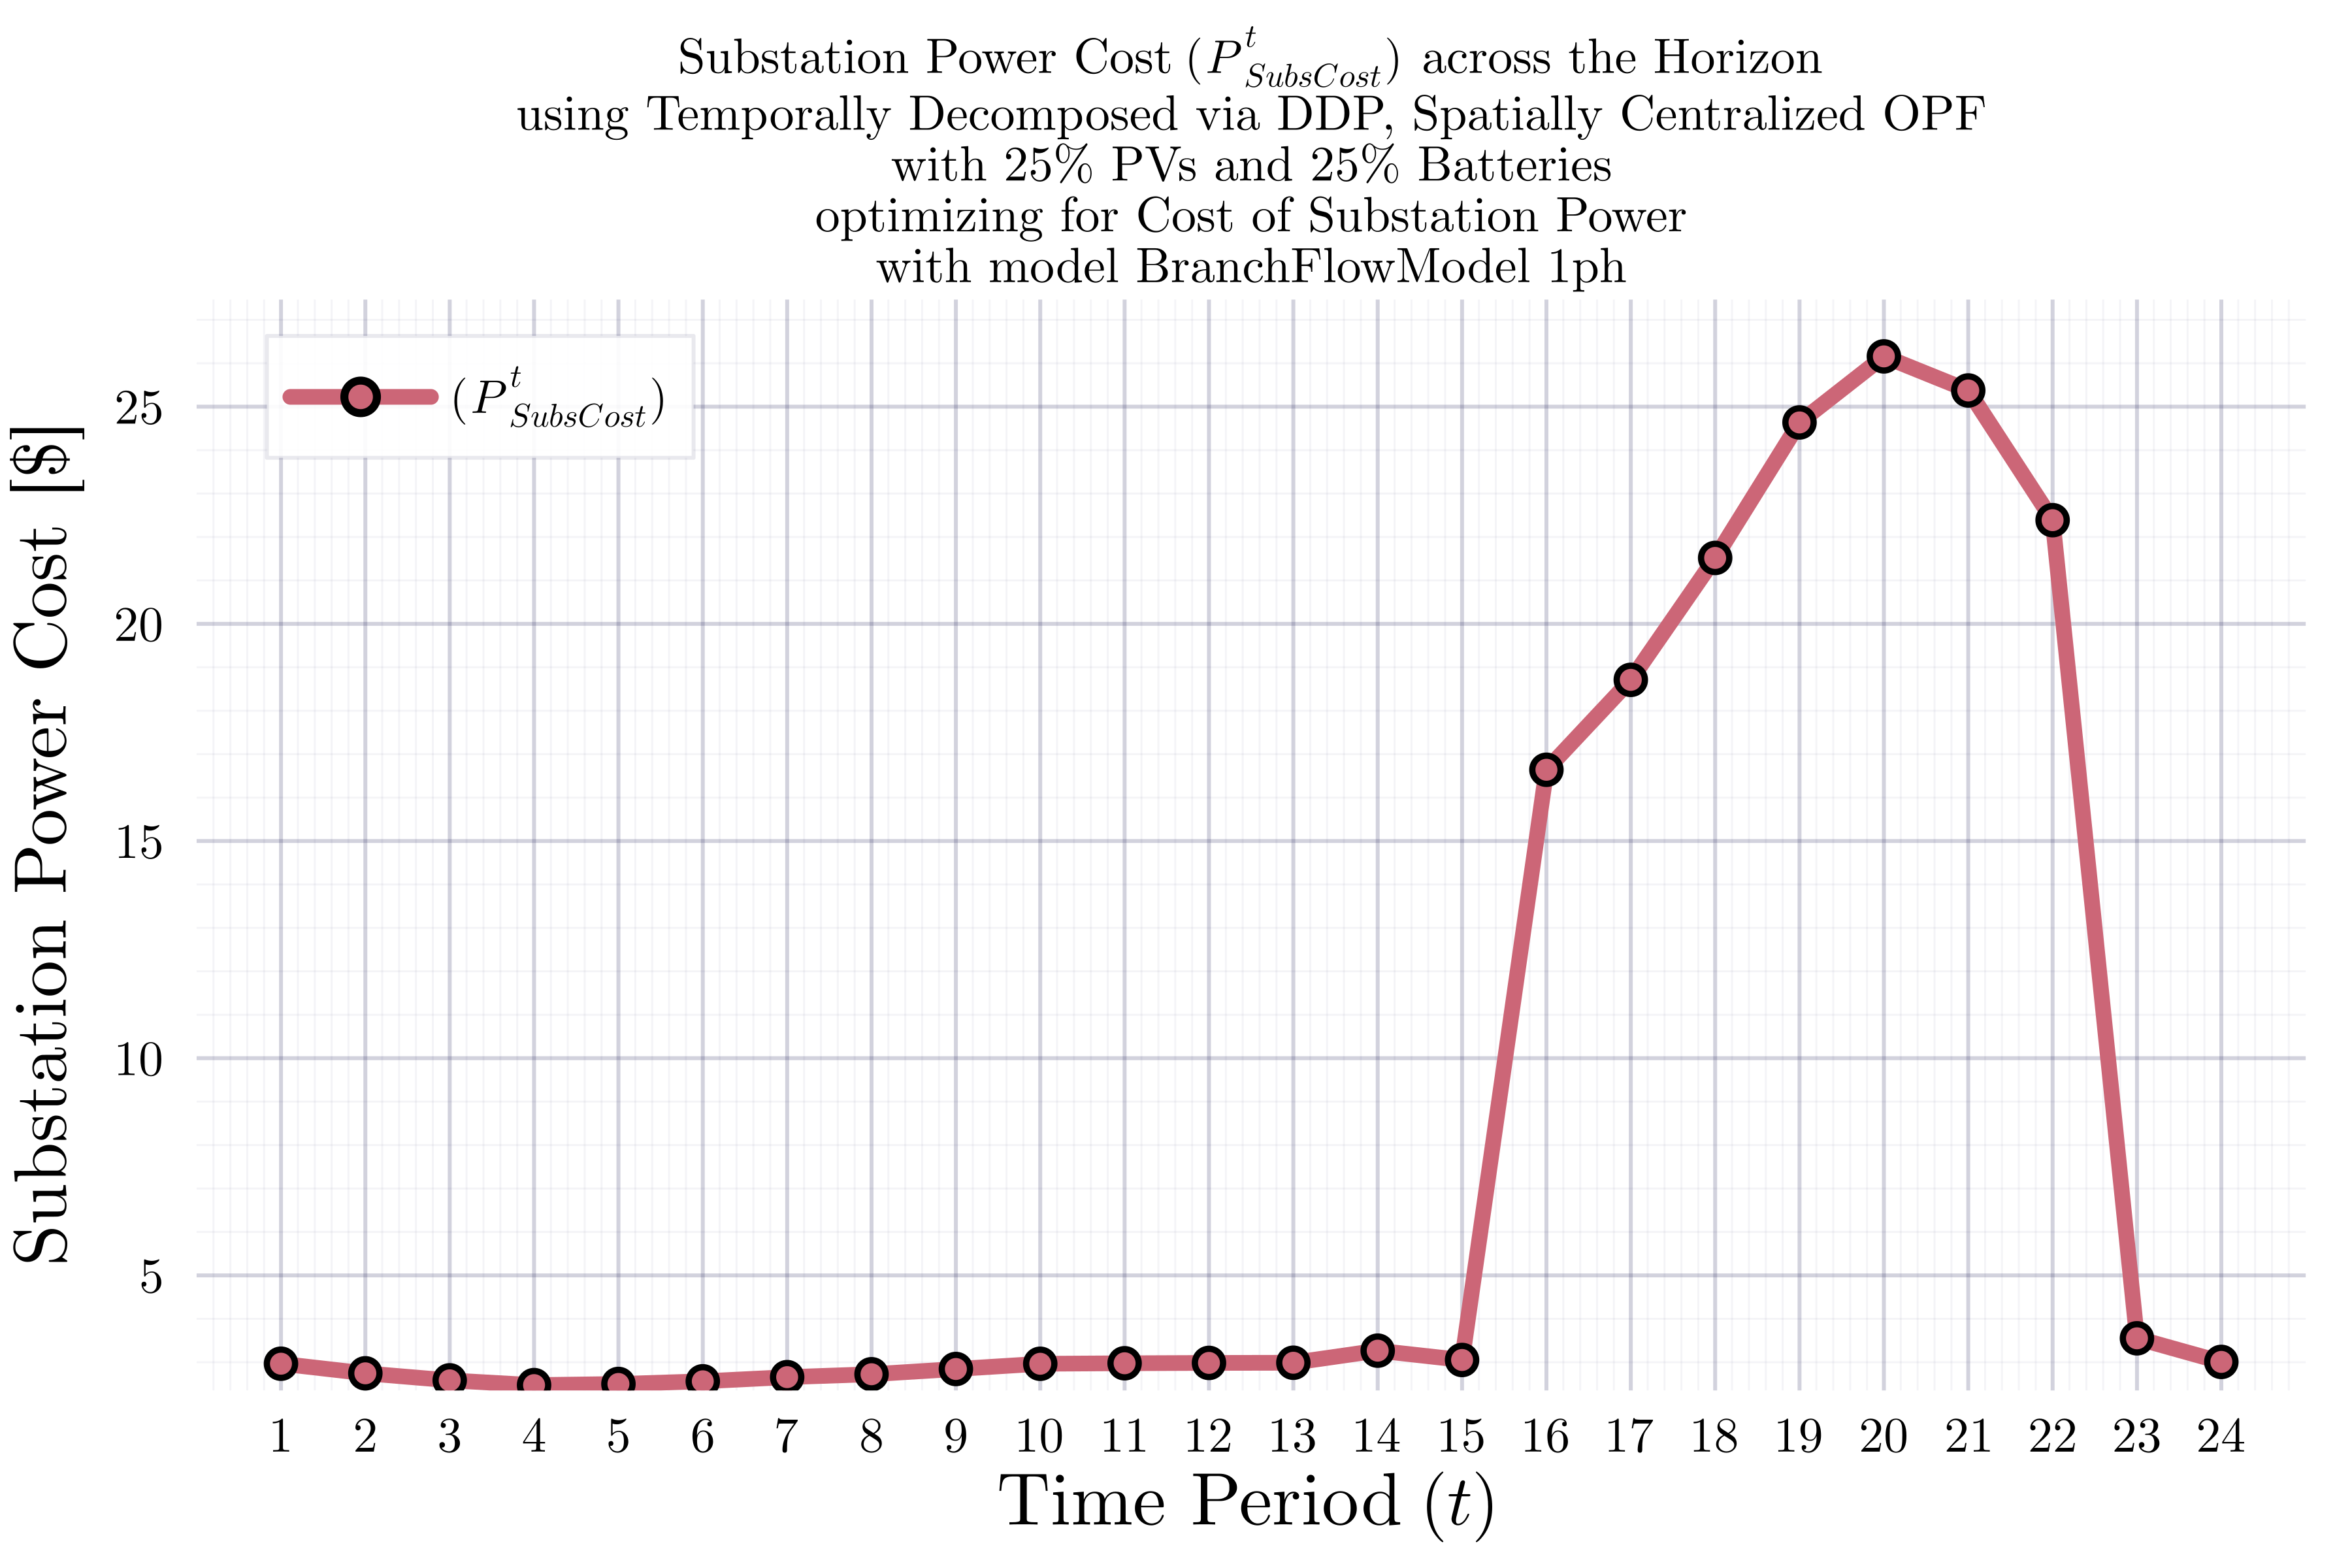 Substation Power Cost (P^t_SubsCost) across the Horizon
using Temporally Decomposed via DDP, Spatially Centralized OPF
with 25% PVs and 25% Batteries
optimizing for Cost of Substation Power
with model BranchFlowModel 1ph
(P^t_SubsCost)
Substation Power Cost [$]
25
20
15
10
5
1 2 3 4 5 6 7 8 9 10 11 12 13 14 15 16 17 18 19 20 21 22 23 24
Time Period (t)